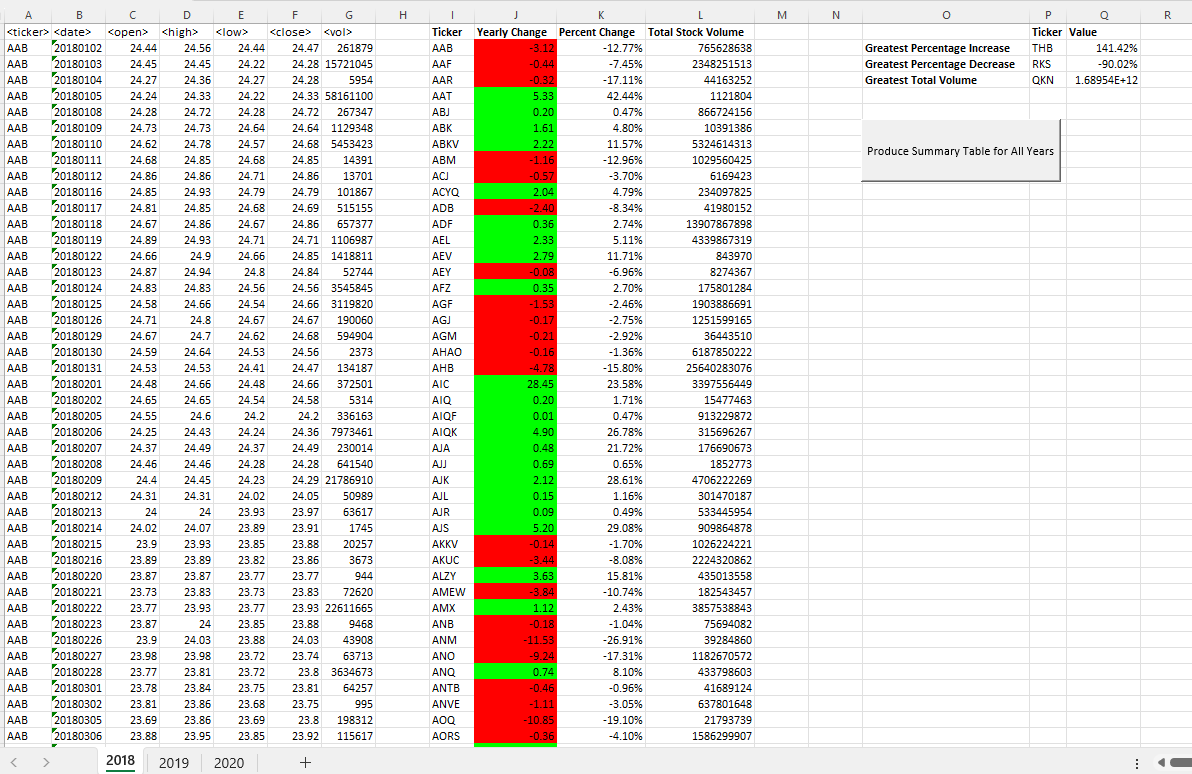 A B C D E F G H I J K L M N O P Q R
<ticker> <date> <open> <high> <low> <close> <vol> Ticker Yearly Change Percent Change Total Stock Volume Ticker Value
AAB 20180102 24.44 24.56 24.44 24.47 261879 AAB -3.12 -12.77% 765628638 Greatest Percentage Increase THB 141.42%
AAB 20180103 24.45 24.45 24.22 24.28 15721045 AAF -0.44 -7.45% 2348251513 Greatest Percentage Decrease RKS -90.02%
AAB 20180104 24.27 24.36 24.27 24.28 5954 AAR -0.32 -17.11% 44163252 Greatest Total Volume QKN 1.68954E+12
AAB 20180105 24.24 24.33 24.22 24.33 58161100 AAT 5.33 42.44% 1121804
AAB 20180108 24.28 24.72 24.28 24.72 267347 ABJ 0.20 0.47% 866724156
AAB 20180109 24.73 24.73 24.64 24.64 1129348 ABK 1.61 4.80% 10391386
AAB 20180110 24.62 24.78 24.57 24.68 5453423 ABKV 2.22 11.57% 5324614313
AAB 20180111 24.68 24.85 24.68 24.85 14391 ABM -1.16 -12.96% 1029560425
Produce Summary Table for All Years
AAB 20180112 24.86 24.86 24.71 24.86 13701 ACJ -0.57 -3.70% 6169423
AAB 20180116 24.85 24.93 24.79 24.79 101867 ACYQ 2.04 4.79% 234097825
AAB 20180117 24.81 24.85 24.68 24.69 515155 ADB -2.40 -8.34% 41980152
AAB 20180118 24.67 24.86 24.67 24.86 657377 ADF 0.36 2.74% 13907867898
AAB 20180119 24.89 24.93 24.71 24.71 1106987 AEL 2.33 5.11% 4339867319
AAB 20180122 24.66 24.9 24.66 24.85 1418811 AEV 2.79 11.71% 843970
AAB 20180123 24.87 24.94 24.8 24.84 52744 AEY -0.08 -6.96% 8274367
AAB 20180124 24.83 24.83 24.56 24.56 3545845 AFZ 0.35 2.70% 175801284
AAB 20180125 24.58 24.66 24.54 24.66 3119820 AGF -1.53 -2.46% 1903886691
AAB 20180126 24.71 24.8 24.67 24.67 190060 AGJ -0.17 -2.75% 1251599165
AAB 20180129 24.67 24.7 24.62 24.68 594904 AGM -0.21 -2.92% 36443510
AAB 20180130 24.59 24.64 24.53 24.56 2373 AHAO -0.16 -1.36% 6187850222
AAB 20180131 24.53 24.53 24.41 24.47 134187 AHB -4.78 -15.80% 25640283076
AAB 20180201 24.48 24.66 24.48 24.66 372501 AIC 28.45 23.58% 3397556449
AAB 20180202 24.65 24.65 24.54 24.58 5314 AIQ 0.20 1.71% 15477463
AAB 20180205 24.55 24.6 24.2 24.2 336163 AIQF 0.01 0.47% 913229872
AAB 20180206 24.25 24.43 24.24 24.36 7973461 AIQK 4.90 26.78% 315696267
AAB 20180207 24.37 24.49 24.37 24.49 230014 AJA 0.48 21.72% 176690673
AAB 20180208 24.46 24.46 24.28 24.28 641540 AJJ 0.69 0.65% 1852773
AAB 20180209 24.4 24.45 24.23 24.29 21786910 AJK 2.12 28.61% 4706222269
AAB 20180212 24.31 24.31 24.02 24.05 50989 AJL 0.15 1.16% 301470187
AAB 20180213 24 24 23.93 23.97 63617 AJR 0.09 0.49% 533445954
AAB 20180214 24.02 24.07 23.89 23.91 1745 AJS 5.20 29.08% 909864878
AAB 20180215 23.9 23.93 23.85 23.88 20257 AKKV -0.14 -1.70% 1026224221
AAB 20180216 23.89 23.89 23.82 23.86 3673 AKUC -3.44 -8.08% 2224320862
AAB 20180220 23.87 23.87 23.77 23.77 944 ALZY 3.63 15.81% 435013558
AAB 20180221 23.73 23.83 23.73 23.83 72620 AMEW -3.84 -10.74% 182543457
AAB 20180222 23.77 23.93 23.77 23.93 22611665 AMX 1.12 2.43% 3857538843
AAB 20180223 23.87 24 23.85 23.88 9468 ANB -0.18 -1.04% 75694082
AAB 20180226 23.9 24.03 23.88 24.03 43908 ANM -11.53 -26.91% 39284860
AAB 20180227 23.98 23.98 23.72 23.74 63713 ANO -9.24 -17.31% 1182670572
AAB 20180228 23.77 23.81 23.72 23.8 3634673 ANQ 0.74 8.10% 433798603
AAB 20180301 23.78 23.84 23.75 23.81 64257 ANTB -0.46 -0.96% 41689124
AAB 20180302 23.81 23.86 23.68 23.75 995 ANVE -1.11 -3.05% 637801648
AAB 20180305 23.69 23.86 23.69 23.8 198312 AOQ -10.85 -19.10% 21793739
AAB 20180306 23.88 23.95 23.85 23.92 115617 AORS -0.36 -4.10% 1586299907
2018 2019 2020